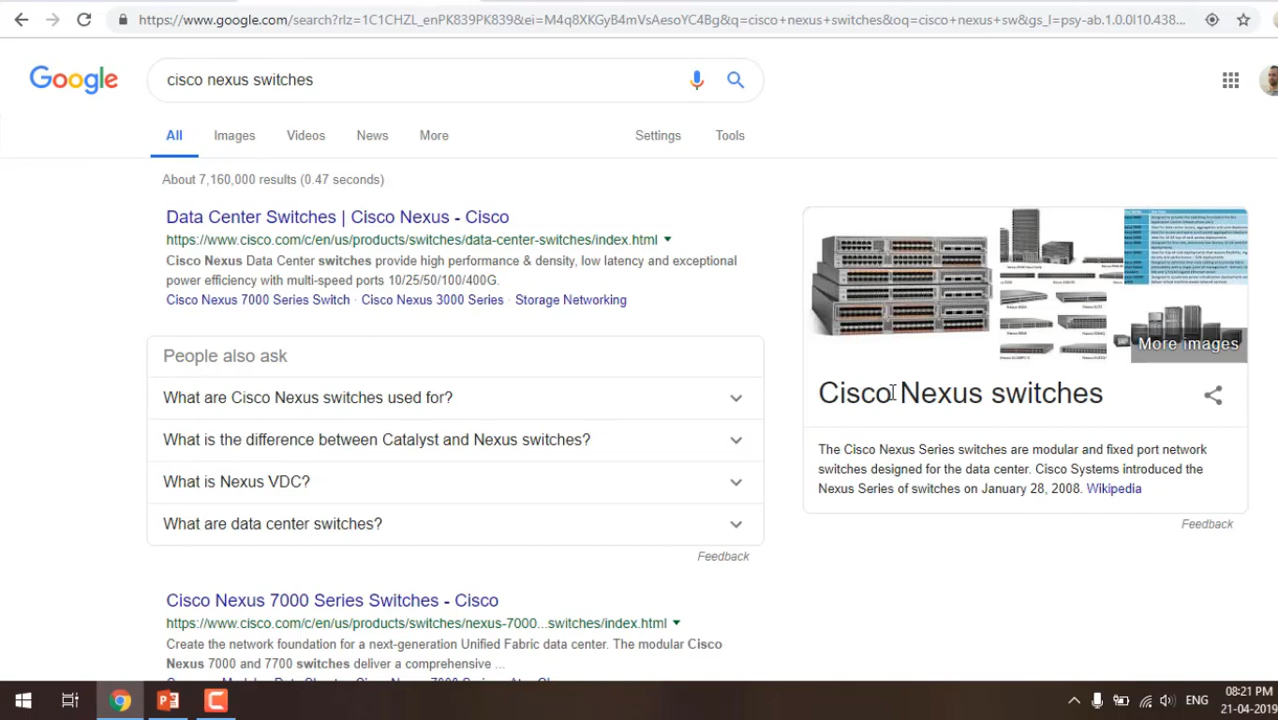 https://www.google.com/search?rlz=1C1CHZL_enPK839PK839&ei=M4q8XKGyB4mVsAesoYC4Bg&q=cisco+nexus+switches&oq=cisco+nexus+sw&gs_l=psy-ab.1.0.0l10.438...
Google
cisco nexus switches
All Images Videos News More Settings Tools
About 7,160,000 results (0.47 seconds)
Data Center Switches | Cisco Nexus - Cisco
https://www.cisco.com/c/en/us/products/switches/data-center-switches/index.html
Cisco Nexus Data Center switches provide high performance & density, low latency and exceptional
power efficiency with multi-speed ports 10/25/50/100/400G.
Cisco Nexus 7000 Series Switch · Cisco Nexus 3000 Series · Storage Networking
People also ask
What are Cisco Nexus switches used for?
What is the difference between Catalyst and Nexus switches?
What is Nexus VDC?
What are data center switches?
Feedback
Cisco Nexus 7000 Series Switches - Cisco
https://www.cisco.com/c/en/us/products/switches/nexus-7000...switches/index.html
Create the network foundation for a next-generation Unified Fabric data center. The modular Cisco
Nexus 7000 and 7700 switches deliver a comprehensive ...
More images
Cisco Nexus switches
The Cisco Nexus Series switches are modular and fixed port network
switches designed for the data center. Cisco Systems introduced the
Nexus Series of switches on January 28, 2008. Wikipedia
Feedback
ENG
08:21 PM
21-04-2019